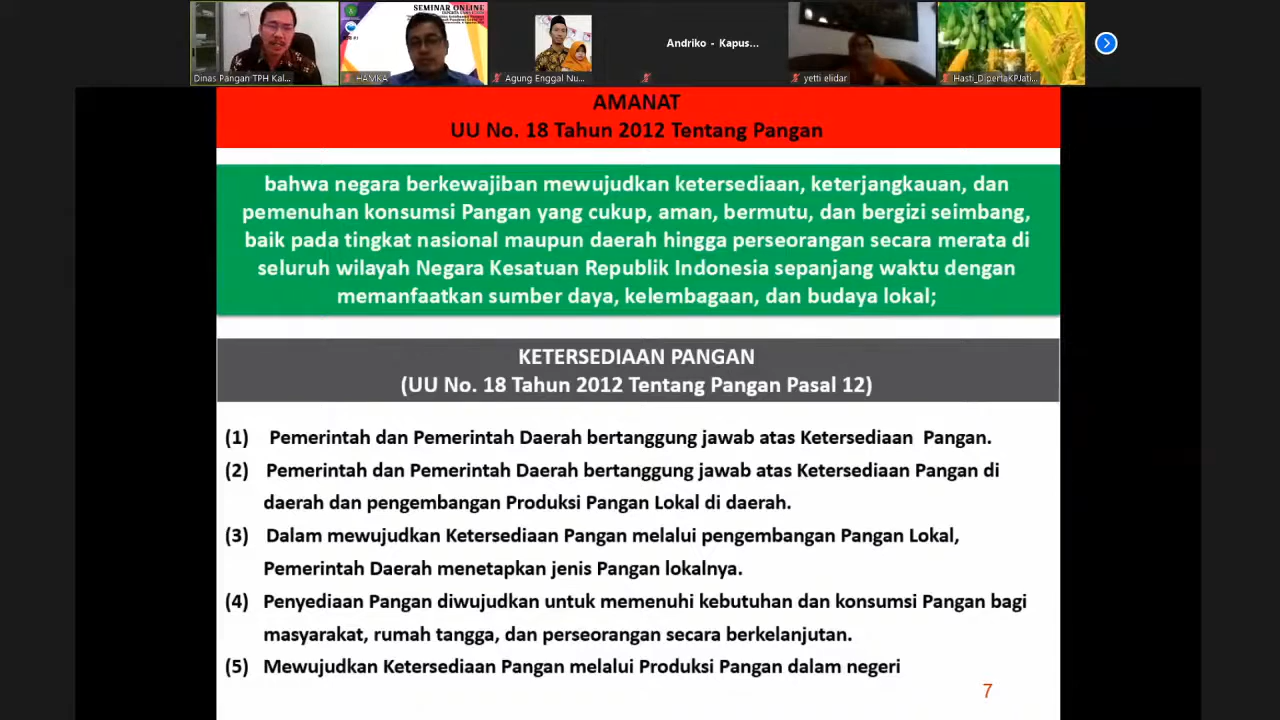 SEMINAR ONLINE
Dinas Pangan TPH Kal...
HAMKA
Agung Enggal Nu...
Andriko - Kapus...
yetti elidar
Hasti_DipertaKPJati...
AMANAT
UU No. 18 Tahun 2012 Tentang Pangan
bahwa negara berkewajiban mewujudkan ketersediaan, keterjangkauan, dan
pemenuhan konsumsi Pangan yang cukup, aman, bermutu, dan bergizi seimbang,
baik pada tingkat nasional maupun daerah hingga perseorangan secara merata di
seluruh wilayah Negara Kesatuan Republik Indonesia sepanjang waktu dengan
memanfaatkan sumber daya, kelembagaan, dan budaya lokal;
KETERSEDIAAN PANGAN
(UU No. 18 Tahun 2012 Tentang Pangan Pasal 12)
(1) Pemerintah dan Pemerintah Daerah bertanggung jawab atas Ketersediaan Pangan.
(2) Pemerintah dan Pemerintah Daerah bertanggung jawab atas Ketersediaan Pangan di
daerah dan pengembangan Produksi Pangan Lokal di daerah.
(3) Dalam mewujudkan Ketersediaan Pangan melalui pengembangan Pangan Lokal,
Pemerintah Daerah menetapkan jenis Pangan lokalnya.
(4) Penyediaan Pangan diwujudkan untuk memenuhi kebutuhan dan konsumsi Pangan bagi
masyarakat, rumah tangga, dan perseorangan secara berkelanjutan.
(5) Mewujudkan Ketersediaan Pangan melalui Produksi Pangan dalam negeri
7